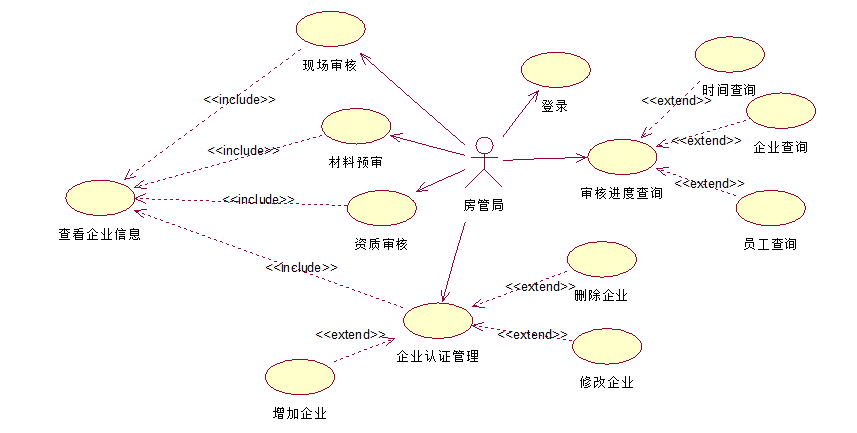 现场审核
<<include>>
登录
时间查询
<<extend>>
<<include>>
材料预审
<<extend>>
企业查询
审核进度查询
<<extend>>
员工查询
<<include>>
资质审核
房管局
查看企业信息
<<include>>
<<extend>>
删除企业
<<extend>>
企业认证管理
<<extend>>
修改企业
增加企业